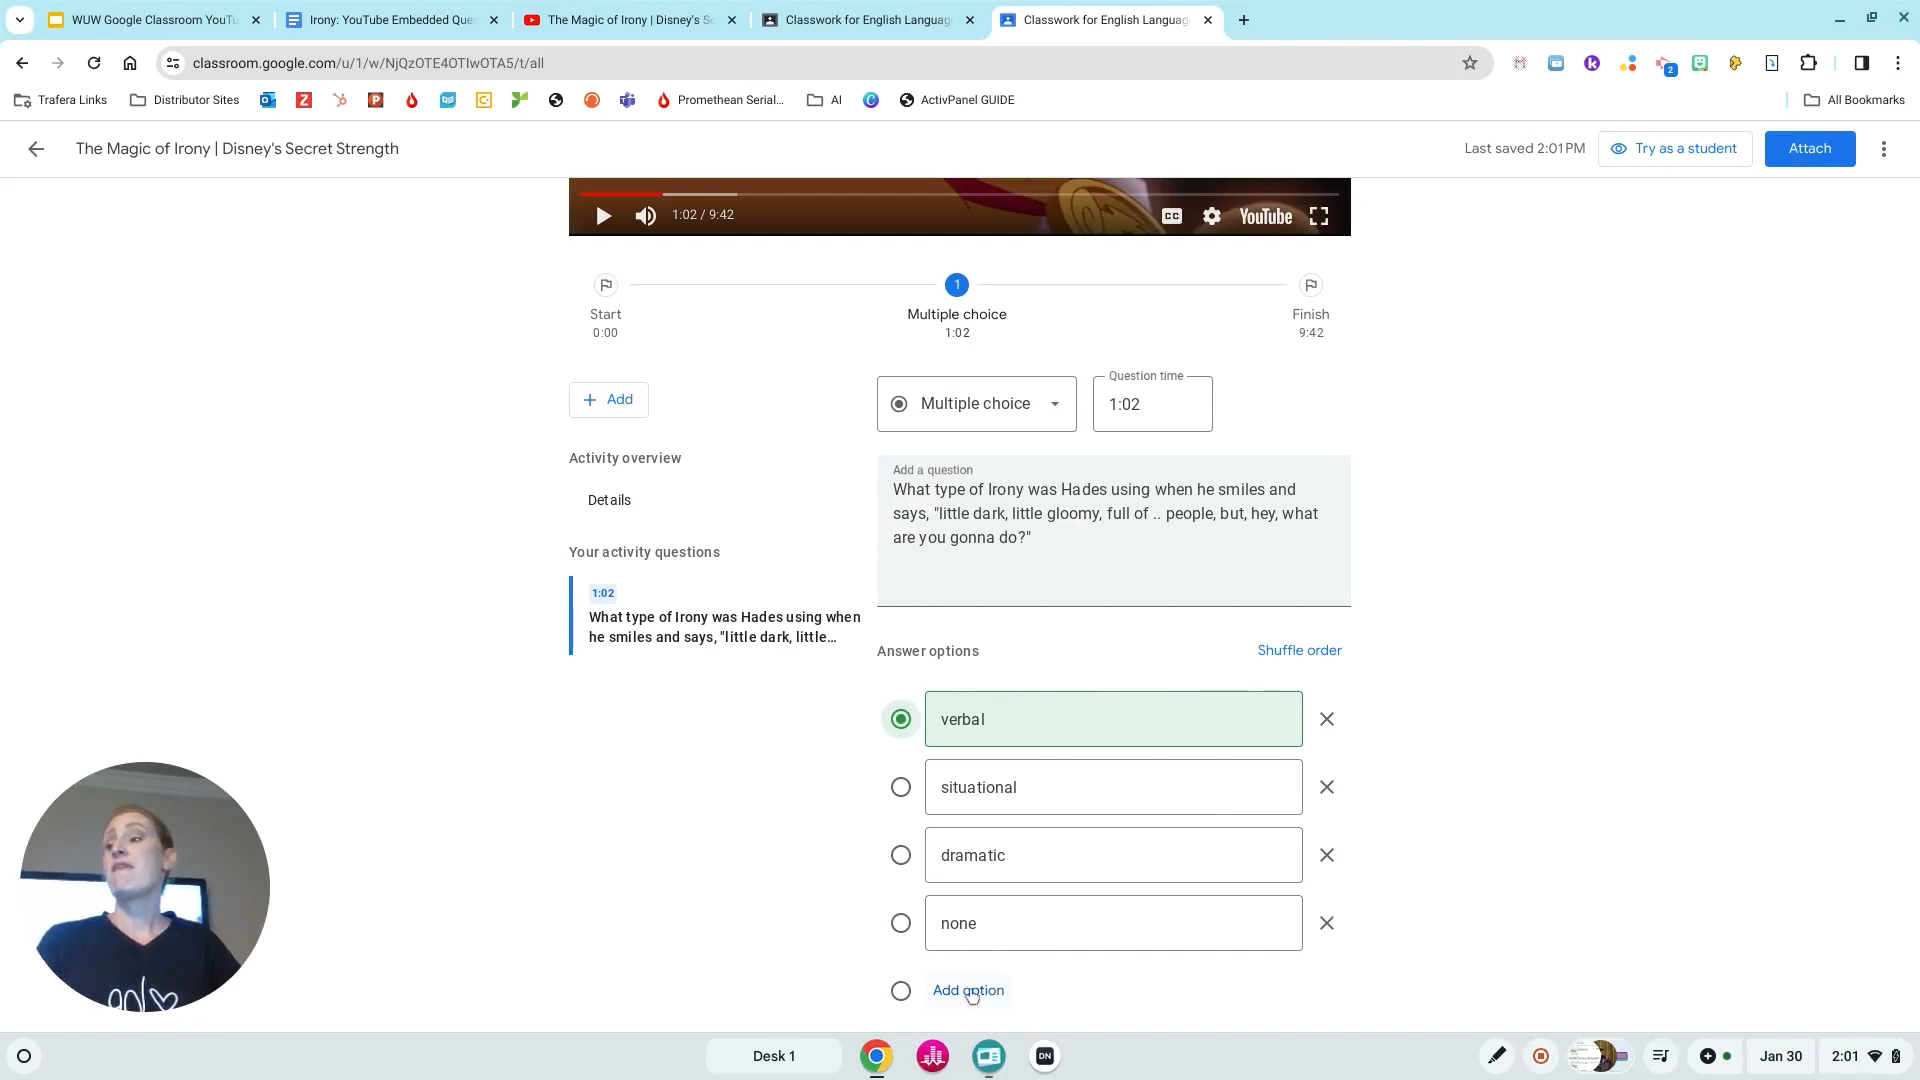 WUW Google Classroom YouTu
Irony: YouTube Embedded Que
The Magic of Irony | Disney's Se
Classwork for English Languag
Classwork for English Languag
classroom.google.com/u/1/w/NjQzOTE4OTIwOTA5/t/all
2
Trafera Links
Distributor Sites
Promethean Serial...
AI
ActivPanel GUIDE
All Bookmarks
The Magic of Irony | Disney's Secret Strength
Last saved 2:01 PM
Try as a student
Attach
1:02 / 9:42
CC
YouTube
1
Start
0:00
Multiple choice
1:02
Finish
9:42
Add
Multiple choice
Question time
1:02
Activity overview
Details
Your activity questions
1:02
What type of Irony was Hades using when
he smiles and says, "little dark, little...
Add a question
What type of Irony was Hades using when he smiles and
says, "little dark, little gloomy, full of .. people, but, hey, what
are you gonna do?"
Answer options
Shuffle order
verbal
situational
dramatic
none
Add option
Desk 1
DN
Jan 30
2:01